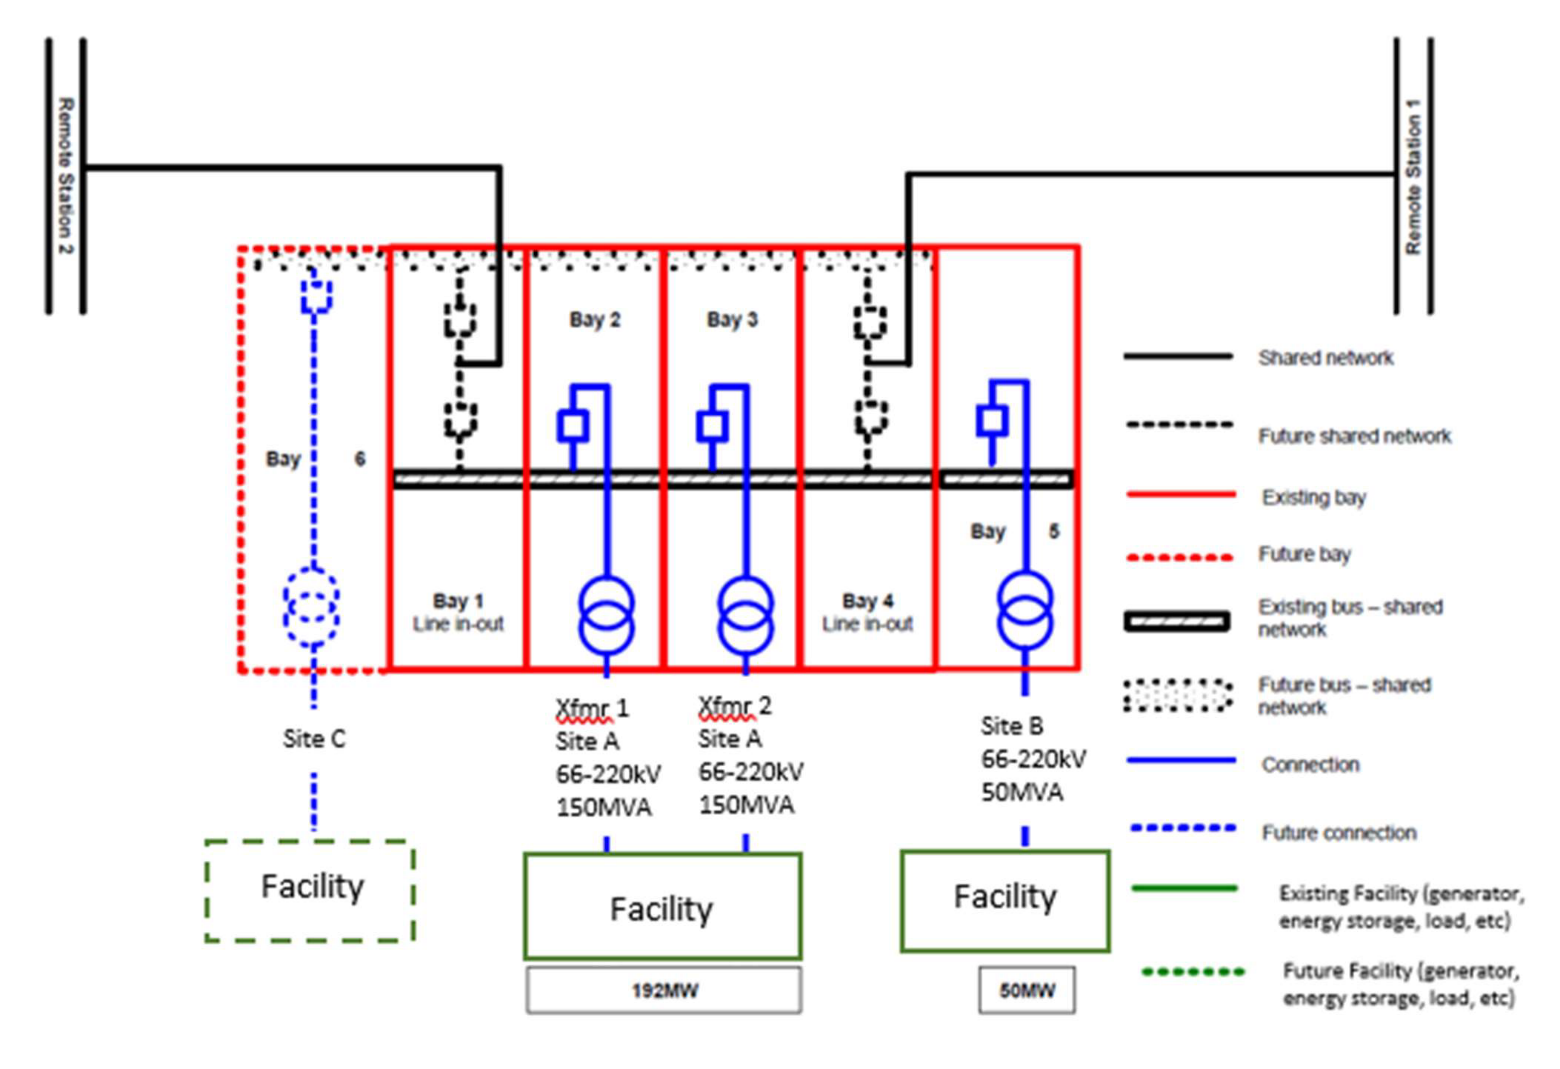 Remote Station 2
Remote Station 1
Bay 2
Bay 3
Bay 6
Bay 5
Bay 1
Line in-out
Bay 4
Line in-out
Xfmr 1
Site A
66-220kV
150MVA
Xfmr 2
Site A
66-220kV
150MVA
Site B
66-220kV
50MVA
Site C
Facility
Facility
Facility
192MW
50MW
Shared network
Future shared network
Existing bay
Future bay
Existing bus – shared
network
Future bus – shared
network
Connection
Future connection
Existing Facility (generator,
energy storage, load, etc)
Future Facility (generator,
energy storage, load, etc)